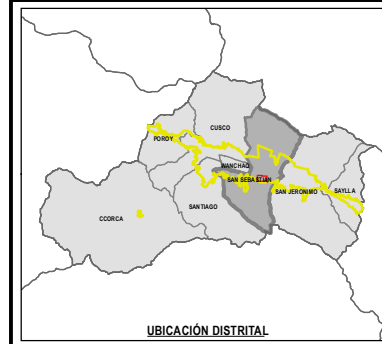 CUSCO
POROY
WANCHAQ
SAN SEBASTIAN
SAN JERONIMO
SAYLLA
SANTIAGO
CCORCA
UBICACIÓN DISTRITAL